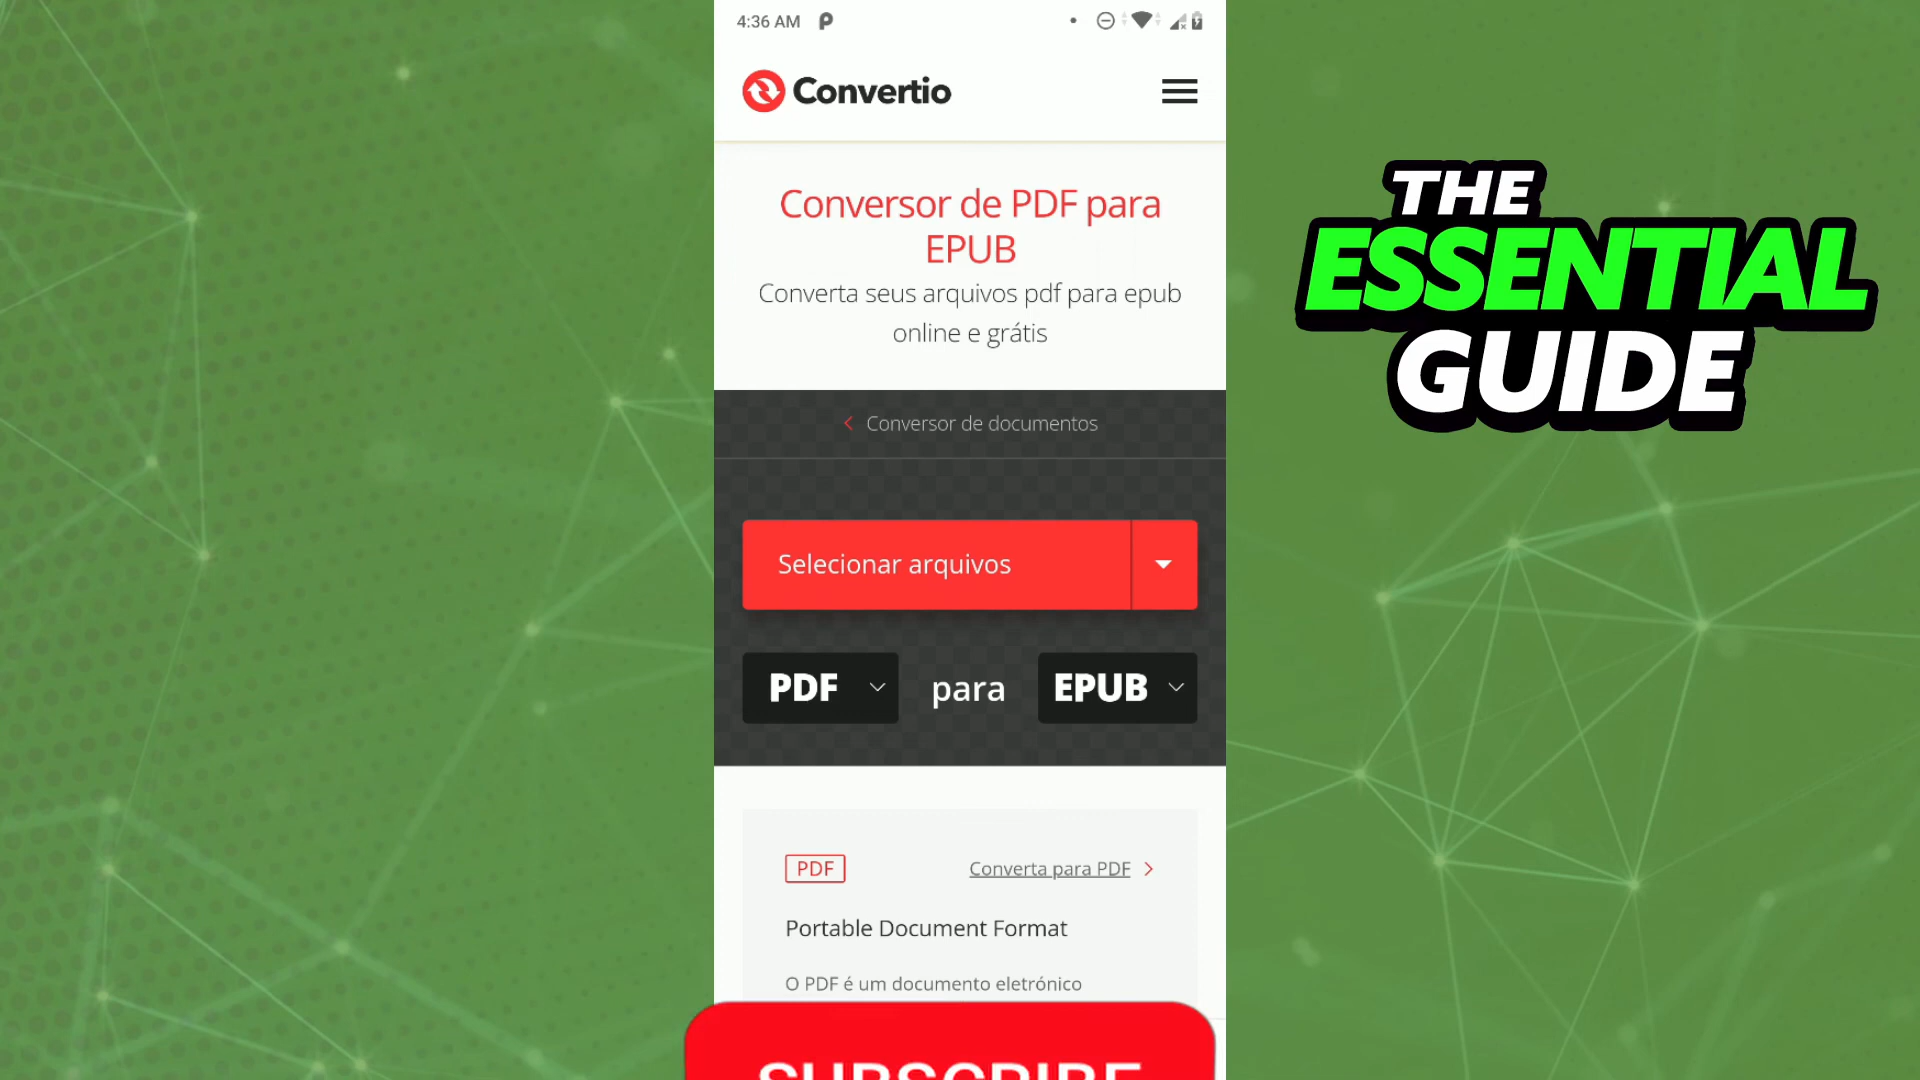 4:36 AM
Convertio
Conversor de PDF para
EPUB
Converta seus arquivos pdf para epub
online e grátis
Conversor de documentos
Selecionar arquivos
PDF para EPUB
PDF Converta para PDF
Portable Document Format
O PDF é um documento eletrónico
SUBSCRIBE
THE
ESSENTIAL
GUIDE